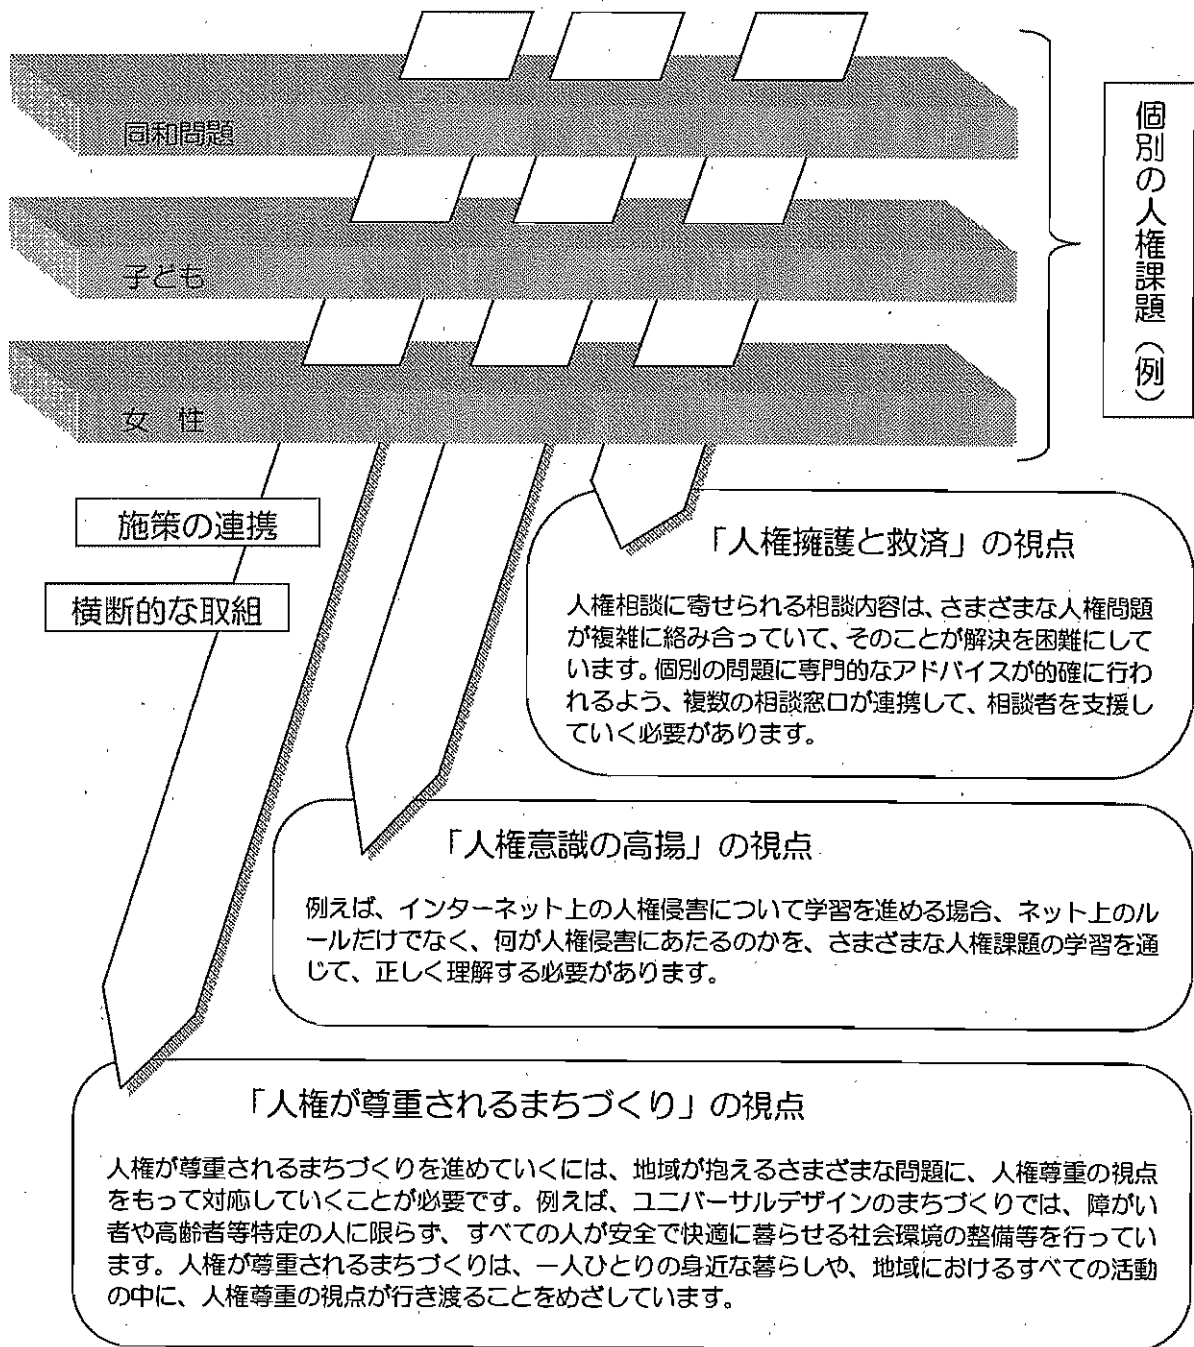 同和問題
子ども
女　性
個別の人権課題（例）
施策の連携
横断的な取組
「人権擁護と救済」の視点
人権相談に寄せられる相談内容は、さまざまな人権問題
が複雑に絡み合っていて、そのことが解決を困難にして
います。個別の問題に専門的なアドバイスが的確に行わ
れるよう、複数の相談窓口が連携して、相談者を支援し
ていく必要があります。
「人権意識の高揚」の視点
例えば、インターネット上の人権侵害について学習を進める場合、ネット上のル
ールだけでなく、何が人権侵害にあたるのかを、さまざまな人権課題の学習を通
じて、正しく理解する必要があります。
「人権が尊重されるまちづくり」の視点
人権が尊重されるまちづくりを進めていくには、地域が抱えるさまざまな問題に、人権尊重の視点
をもって対応していくことが必要です。例えば、ユニバーサルデザインのまちづくりでは、障がい
者や高齢者等特定の人に限らず、すべての人が安全で快適に暮らせる社会環境の整備等を行ってい
ます。人権が尊重されるまちづくりは、一人ひとりの身近な暮らしや、地域におけるすべての活動
の中に、人権尊重の視点が行き渡ることをめざしています。